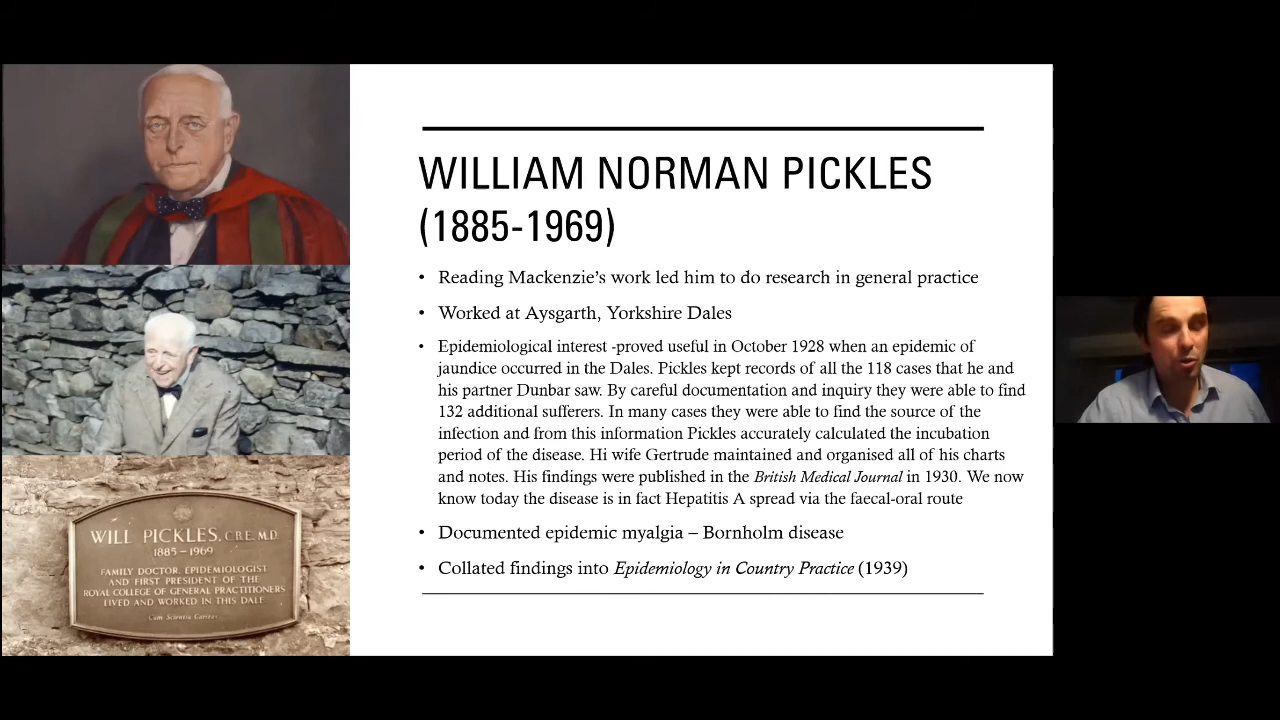 WILLIAM NORMAN PICKLES
(1885-1969)
• Reading Mackenzie's work led him to do research in general practice
• Worked at Aysgarth, Yorkshire Dales
• Epidemiological interest -proved useful in October 1928 when an epidemic of
jaundice occurred in the Dales. Pickles kept records of all the 118 cases that he and
his partner Dunbar saw. By careful documentation and inquiry they were able to find
132 additional sufferers. In many cases they were able to find the source of the
infection and from this information Pickles accurately calculated the incubation
period of the disease. Hi wife Gertrude maintained and organised all of his charts
and notes. His findings were published in the British Medical Journal in 1930. We now
know today the disease is in fact Hepatitis A spread via the faecal-oral route
• Documented epidemic myalgia – Bornholm disease
• Collated findings into Epidemiology in Country Practice (1939)
WILL PICKLES, C.B.E. M.D.
1885 – 1969
FAMILY DOCTOR, EPIDEMIOLOGIST
AND FIRST PRESIDENT OF THE
ROYAL COLLEGE OF GENERAL PRACTITIONERS
LIVED AND WORKED IN THIS DALE
Cum Scientia Caritas